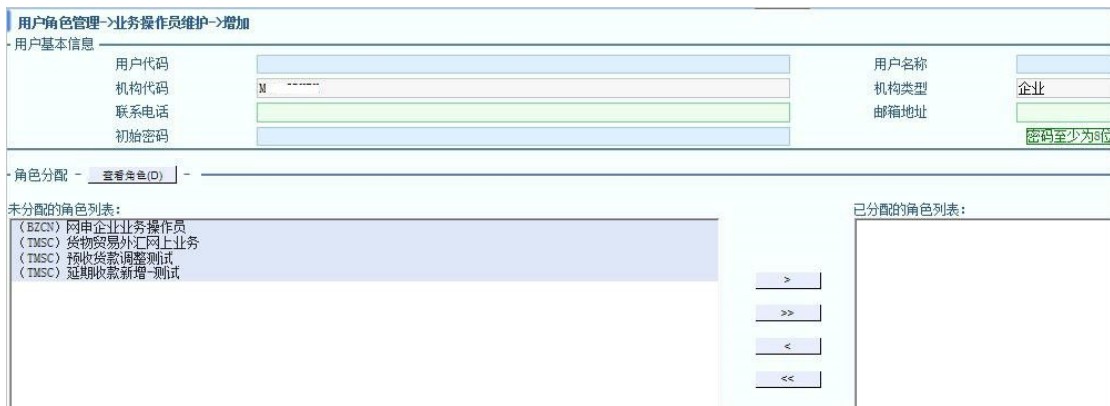 用户角色管理->业务操作员维护->增加
用户基本信息
用户代码 用户名称
机构代码 M 机构类型 企业
联系电话 邮箱地址
初始密码 密码至少为8位
角色分配 - 查看角色(D) -
未分配的角色列表: 已分配的角色列表:
(BZCN) 网申企业业务操作员
(TMSC) 货物贸易外汇网上业务
(TMSC) 预收货款调整测试
(TMSC) 延期收款新增-测试
>
>>
<
<<